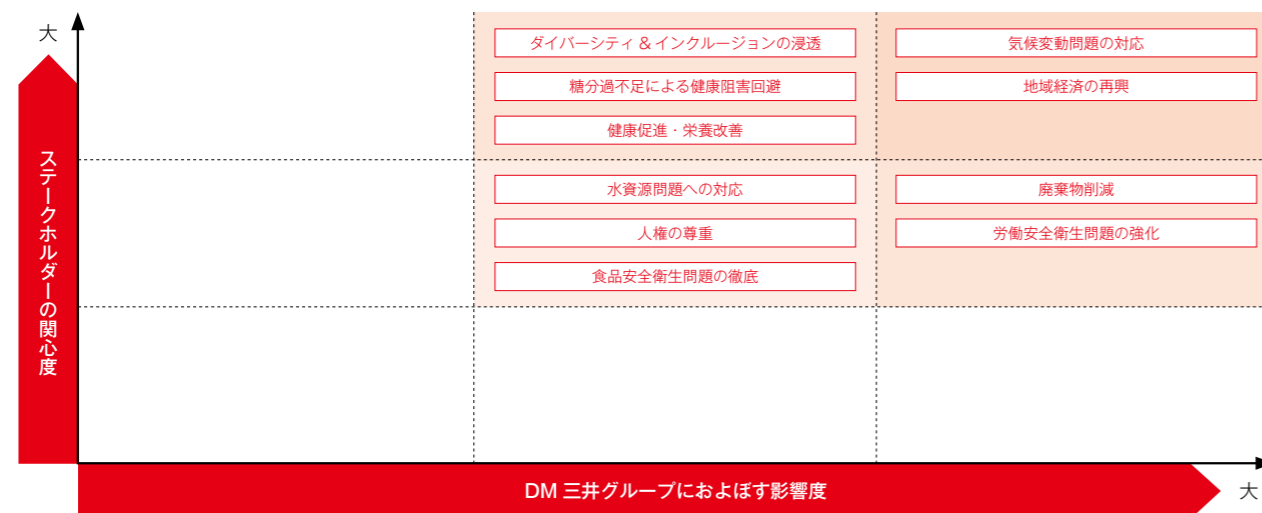 大
ステークホルダーの関心度
ダイバーシティ & インクルージョンの浸透
糖分過不足による健康阻害回避
健康促進・栄養改善
気候変動問題の対応
地域経済の再興
水資源問題への対応
人権の尊重
食品安全衛生問題の徹底
廃棄物削減
労働安全衛生問題の強化
DM 三井グループにおよぼす影響度
大